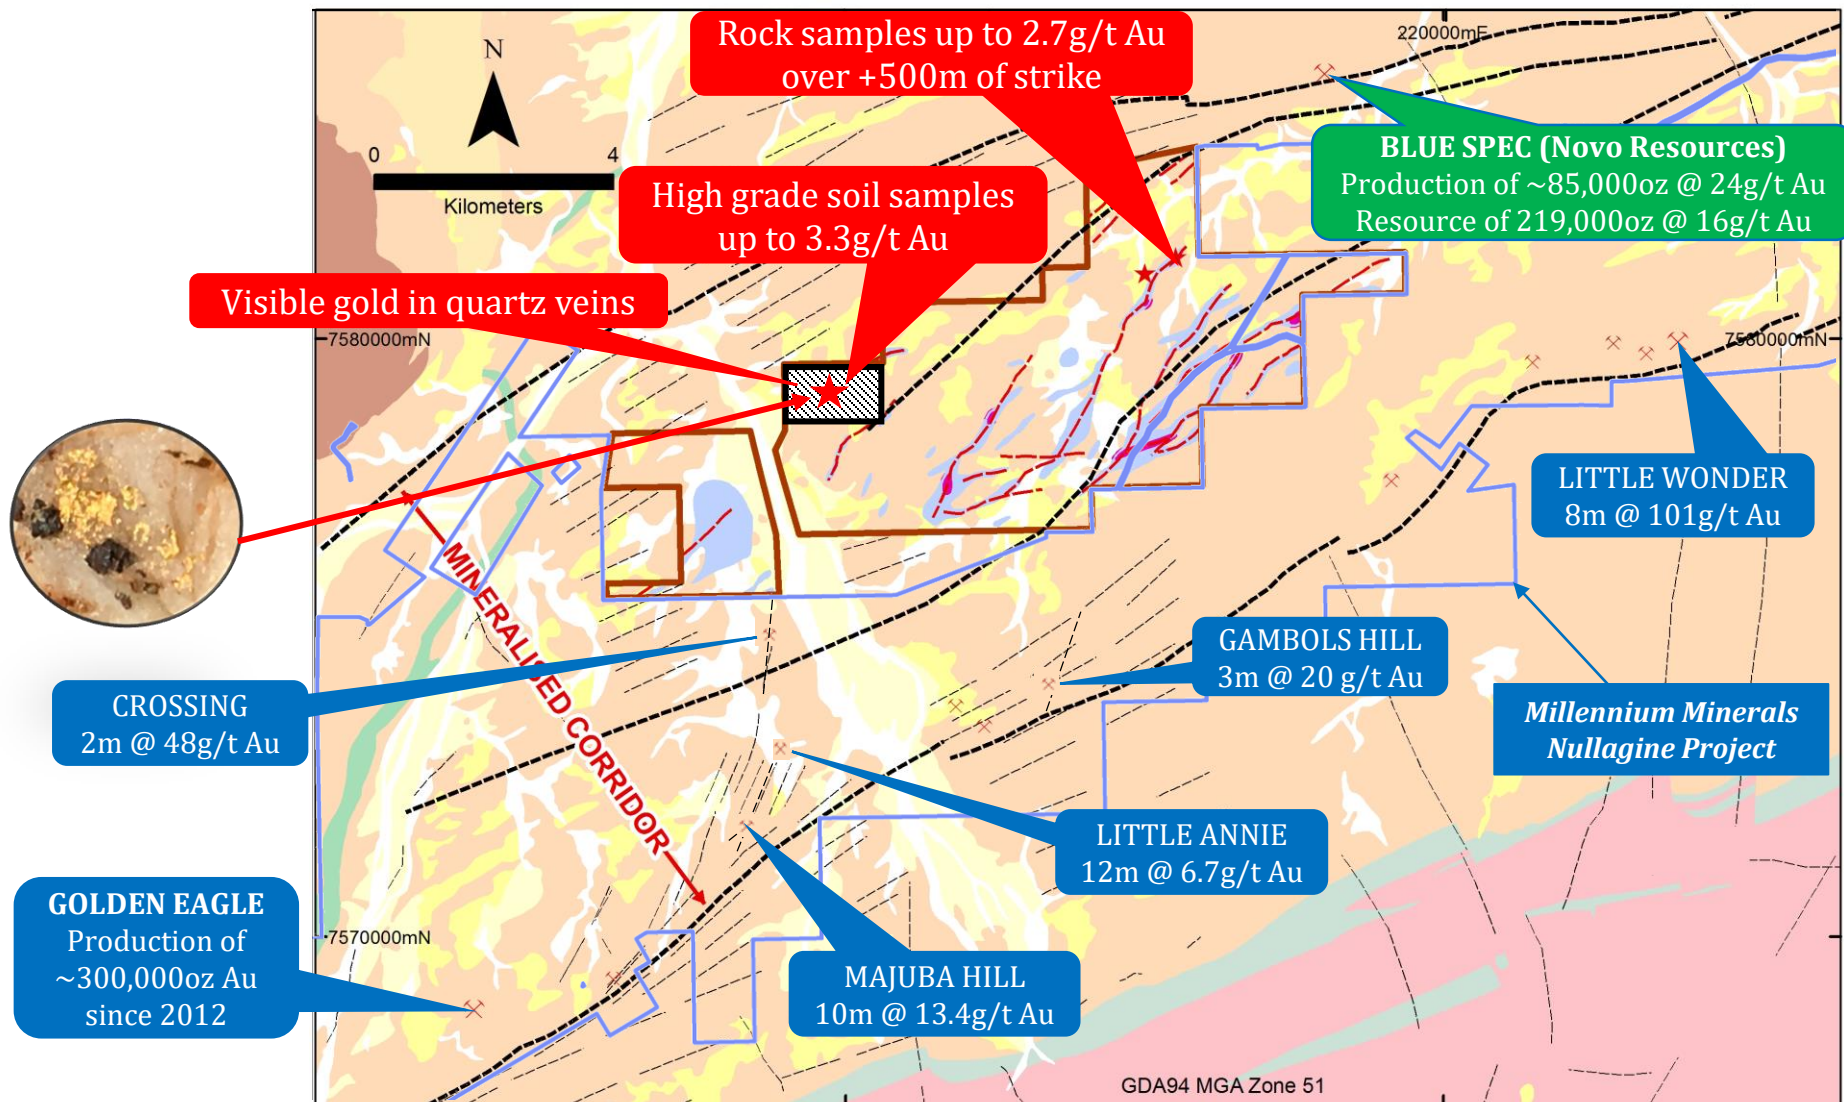 Rock samples up to 2.7g/t Au
over +500m of strike
220000mE
N
0 4
Kilometers
BLUE SPEC (Novo Resources)
Production of ~85,000oz @ 24g/t Au
Resource of 219,000oz @ 16g/t Au
High grade soil samples
up to 3.3g/t Au
Visible gold in quartz veins
7580000mN
7580000mN
LITTLE WONDER
8m @ 101g/t Au
MINERALISED CORRIDOR
GAMBOLS HILL
3m @ 20 g/t Au
CROSSING
2m @ 48g/t Au
Millennium Minerals
Nullagine Project
LITTLE ANNIE
12m @ 6.7g/t Au
GOLDEN EAGLE
Production of
~300,000oz Au
since 2012
7570000mN
MAJUBA HILL
10m @ 13.4g/t Au
GDA94 MGA Zone 51